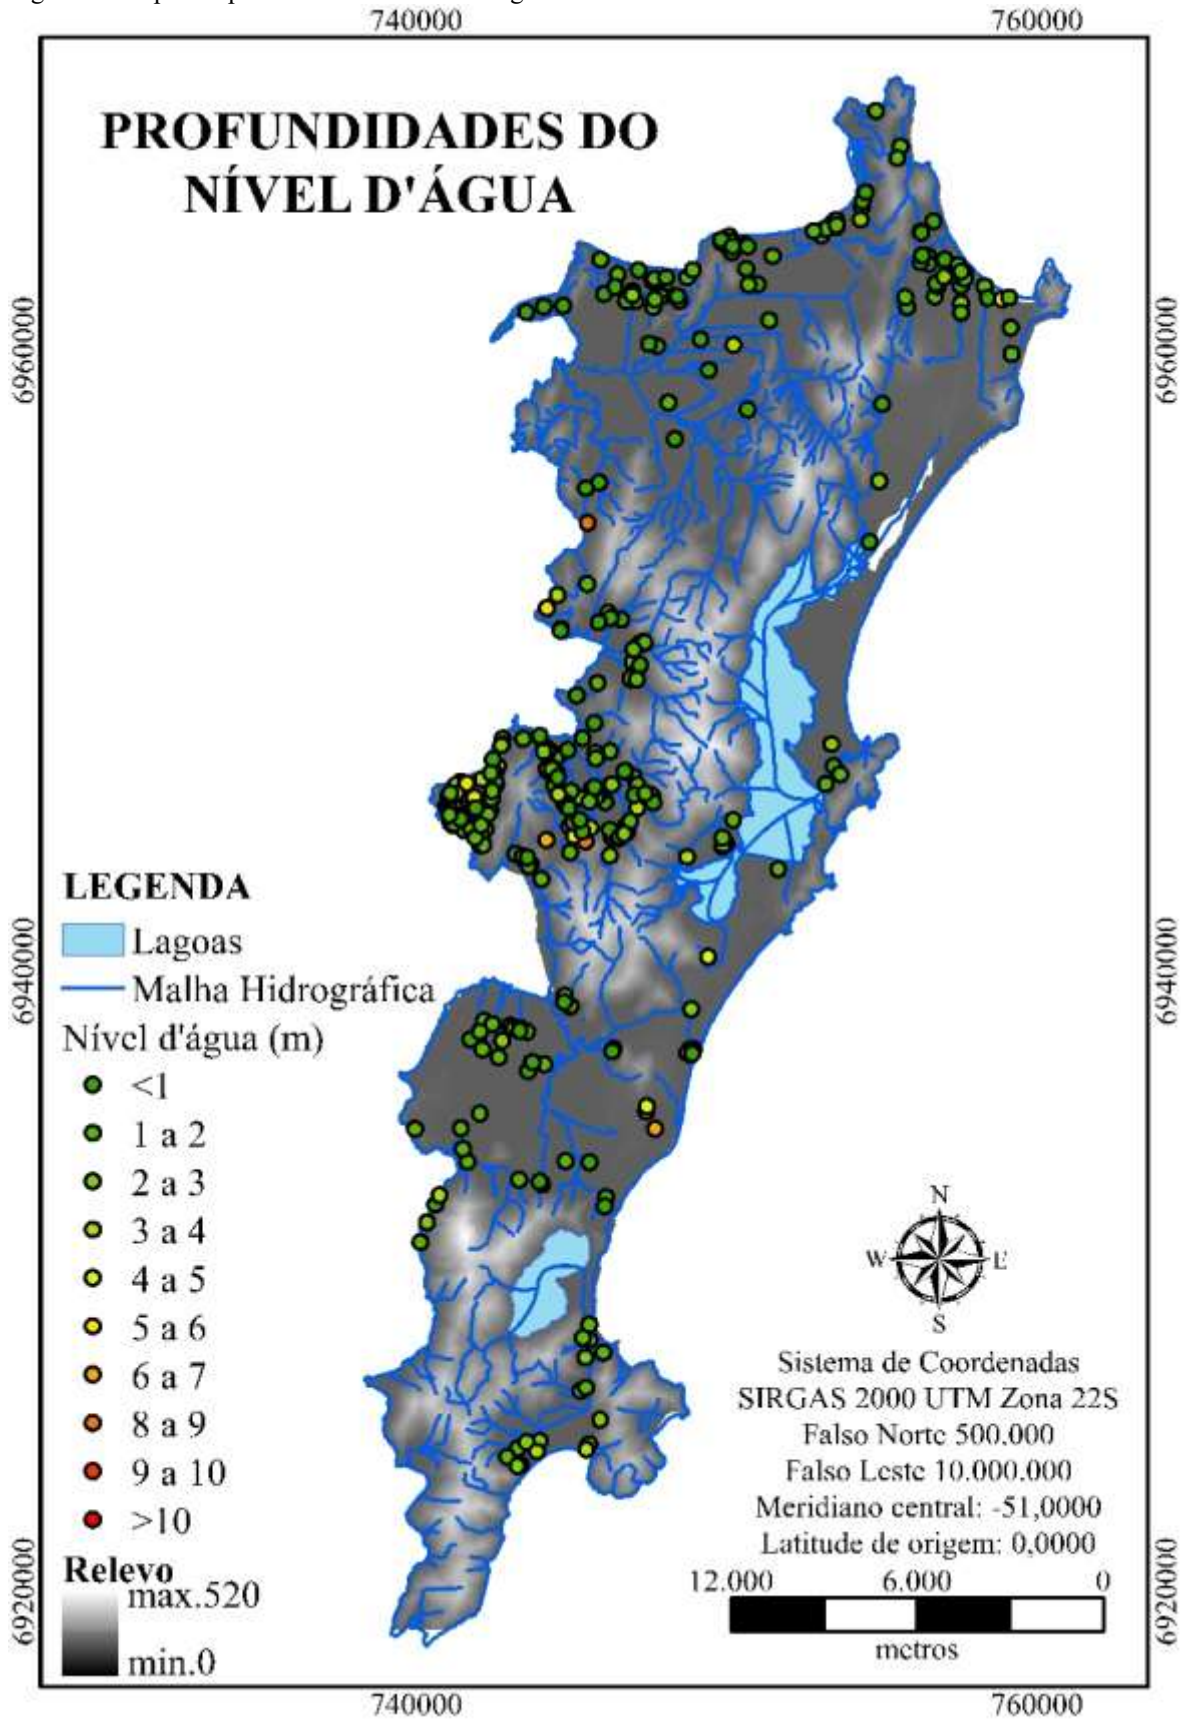 740000
760000
PROFUNDIDADES DO
NÍVEL D'ÁGUA
6960000
6960000
LEGENDA
Lagoas
Malha Hidrográfica
Nível d'água (m)
<1
1 a 2
2 a 3
3 a 4
4 a 5
5 a 6
6 a 7
8 a 9
9 a 10
>10
Relevo
max.520
min.0
6940000
6940000
N
W
L
S
Sistema de Coordenadas
SIRGAS 2000 UTM Zona 22S
Falso Norte 500.000
Falso Leste 10.000.000
Meridiano central: -51,0000
Latitude de origem: 0,0000
12.000 6.000 0
metros
6920000
6920000
740000
760000